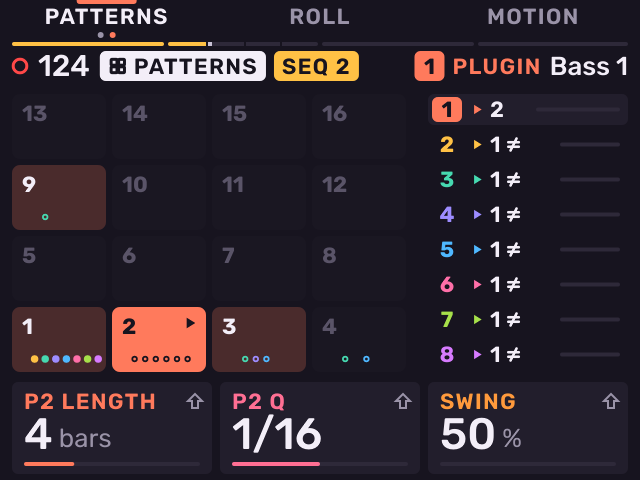 PATTERNS ROLL MOTION
124 PATTERNS SEQ 2 1 PLUGIN Bass 1
13 14 15 16
9 10 11 12
5 6 7 8
1 2 3 4
1 2
2 1≠
3 1≠
4 1≠
5 1≠
6 1≠
7 1≠
8 1≠
P2 LENGTH P2 Q SWING
4 bars 1/16 50 %